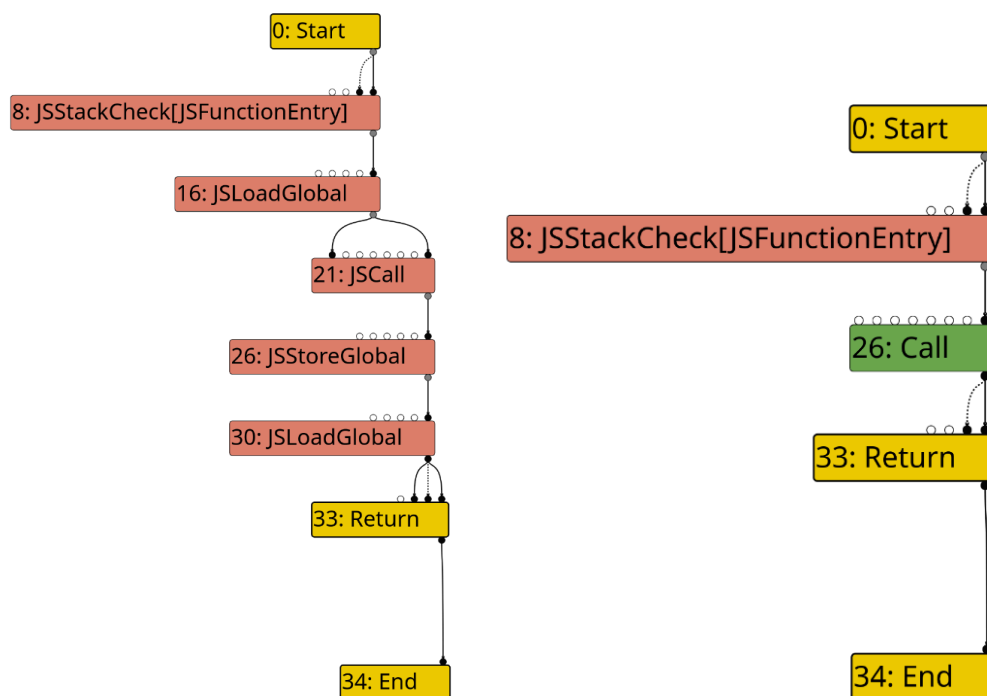 0: Start
8: JSStackCheck[JSFunctionEntry]
16: JSLoadGlobal
21: JSCall
26: JSStoreGlobal
30: JSLoadGlobal
33: Return
34: End
0: Start
8: JSStackCheck[JSFunctionEntry]
26: Call
33: Return
34: End